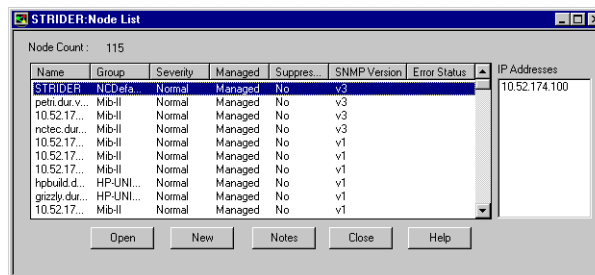 STRIDER:Node List
Node Count : 115
Name Group Severity Managed Suppres... SNMP Version Error Status
IP Addresses
STRIDER NCDefa... Normal Managed No v3
10.52.174.100
petri.dur.v... Mib-II Normal Managed No v3
10.52.17... Mib-II Normal Managed No v3
nctec.dur... Mib-II Normal Managed No v3
10.52.17... Mib-II Normal Managed No v1
10.52.17... Mib-II Normal Managed No v1
10.52.17... Mib-II Normal Managed No v1
hpbuild.d... HP-UNI... Normal Managed No v1
grizzly.dur... HP-UNI... Normal Managed No v1
10.52.17... Mib-II Normal Managed No v1
Open New Notes Close Help